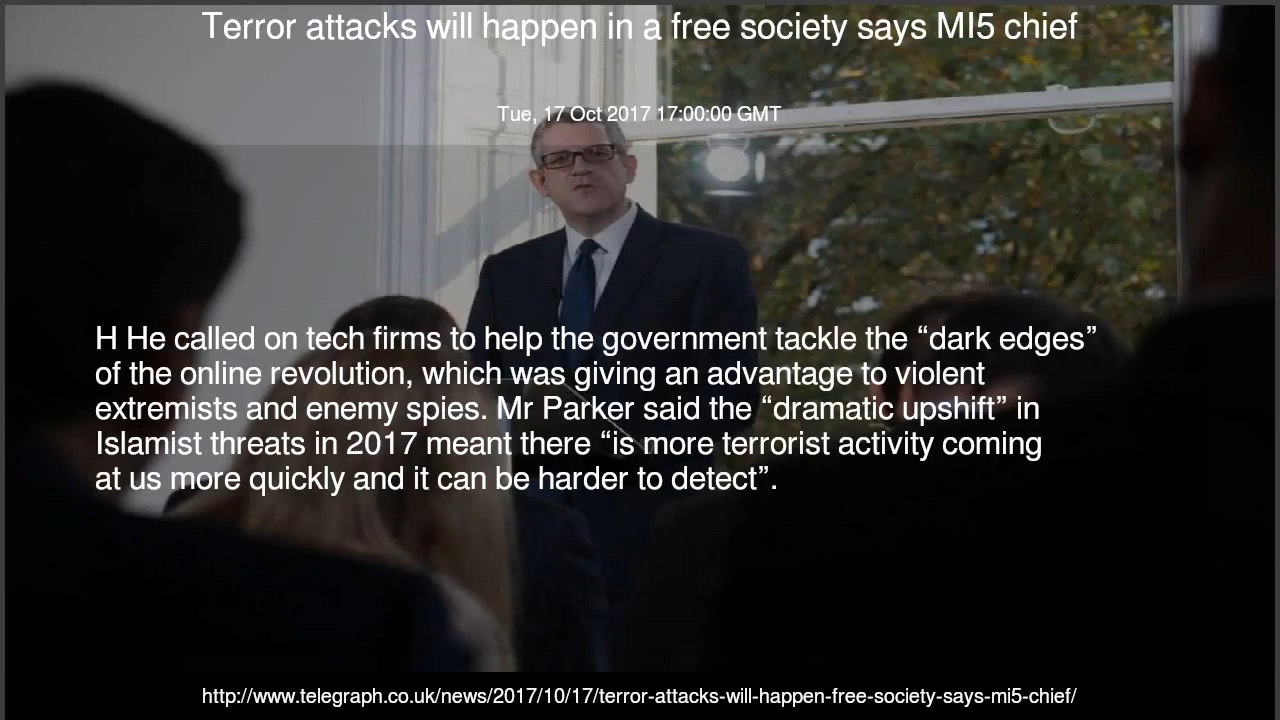 Terror attacks will happen in a free society says MI5 chief
Tue, 17 Oct 2017 17:00:00 GMT
H He called on tech firms to help the government tackle the “dark edges”
of the online revolution, which was giving an advantage to violent
extremists and enemy spies. Mr Parker said the “dramatic upshift” in
Islamist threats in 2017 meant there “is more terrorist activity coming
at us more quickly and it can be harder to detect”.
http://www.telegraph.co.uk/news/2017/10/17/terror-attacks-will-happen-free-society-says-mi5-chief/